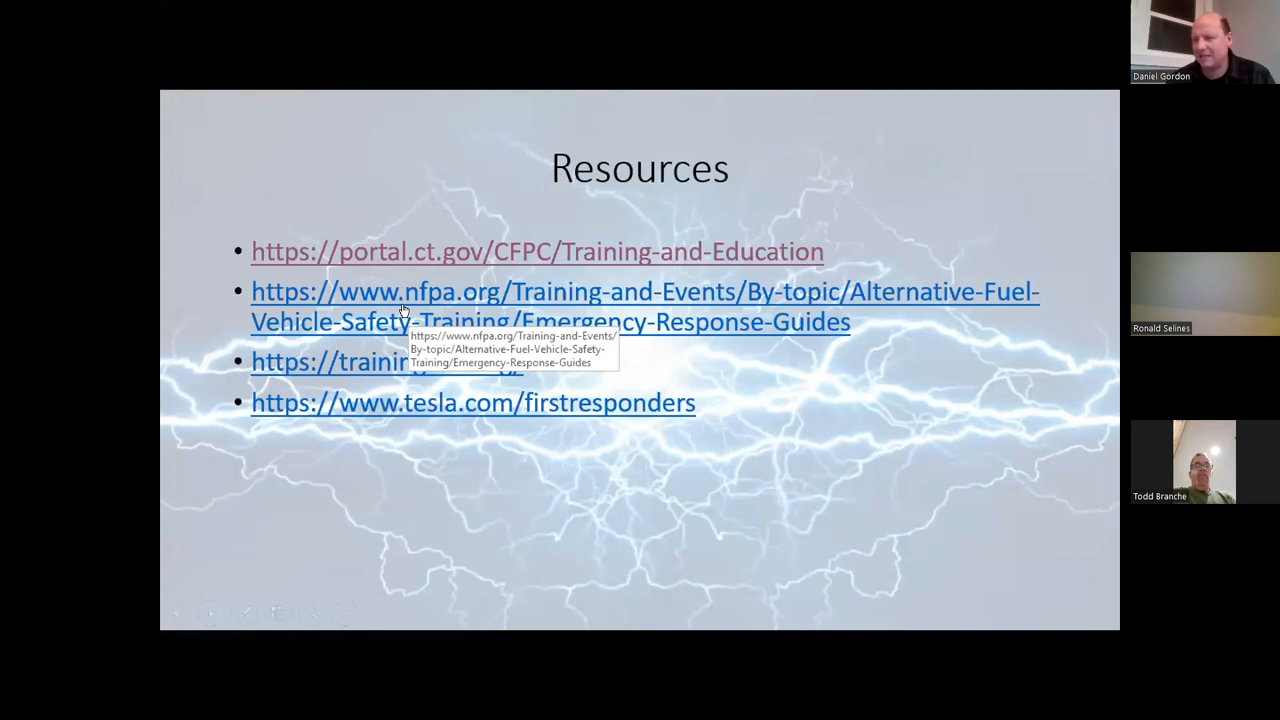 Resources
• https://portal.ct.gov/CFPC/Training-and-Education
• https://www.nfpa.org/Training-and-Events/By-topic/Alternative-Fuel-
Vehicle-Safety-Training/Emergency-Response-Guides
https://www.nfpa.org/Training-and-Events/
By-topic/Alternative-Fuel-Vehicle-Safety-
Training/Emergency-Response-Guides
• https://www.tesla.com/firstresponders
Daniel Gordon
Ronald Selines
Todd Branche